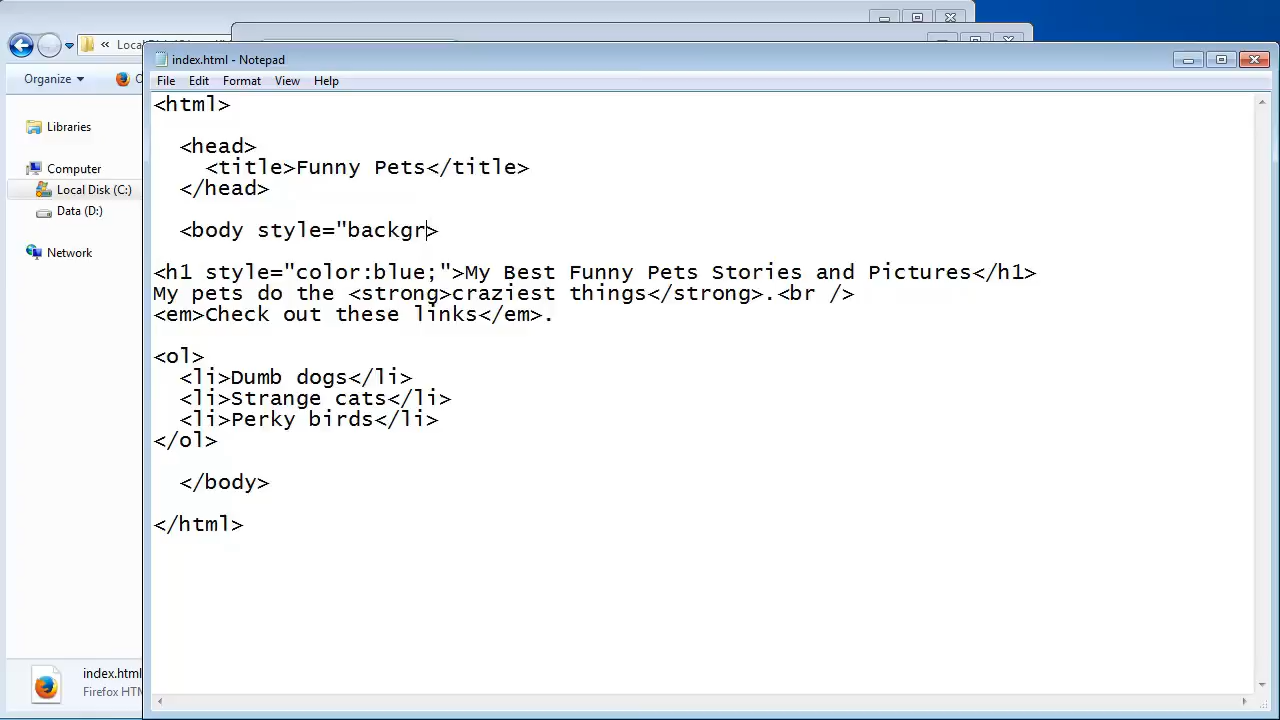 Local
index.html - Notepad
Organize
File Edit Format View Help
<html>
<head>
<title>Funny Pets</title>
</head>
<body style="backgr>
<h1 style="color:blue;">My Best Funny Pets Stories and Pictures</h1>
My pets do the <strong>craziest things</strong>.<br />
<em>Check out these links</em>.
<ol>
<li>Dumb dogs</li>
<li>Strange cats</li>
<li>Perky birds</li>
</ol>
</body>
</html>
Libraries
Computer
Local Disk (C:)
Data (D:)
Network
index.html
Firefox HTM